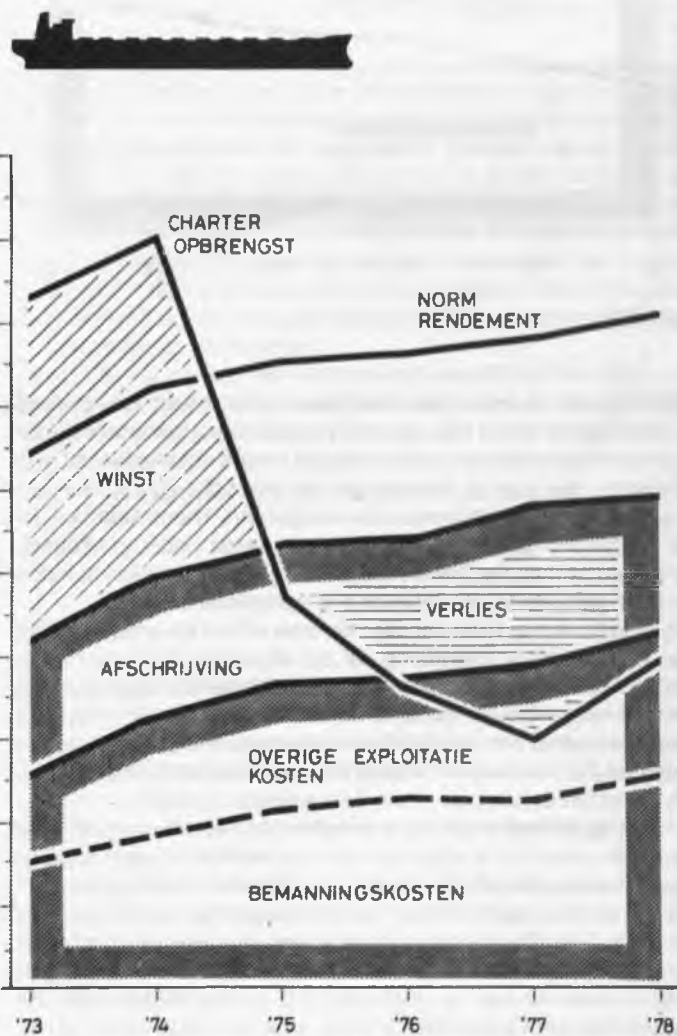 CHARTER
OPBRENGST
NORM
RENDEMENT
WINST
VERLIES
AFSCHRIJVING
OVERIGE EXPLOITATIE
KOSTEN
BEMANNINGSKOSTEN
'73 '74 '75 '76 '77 '78